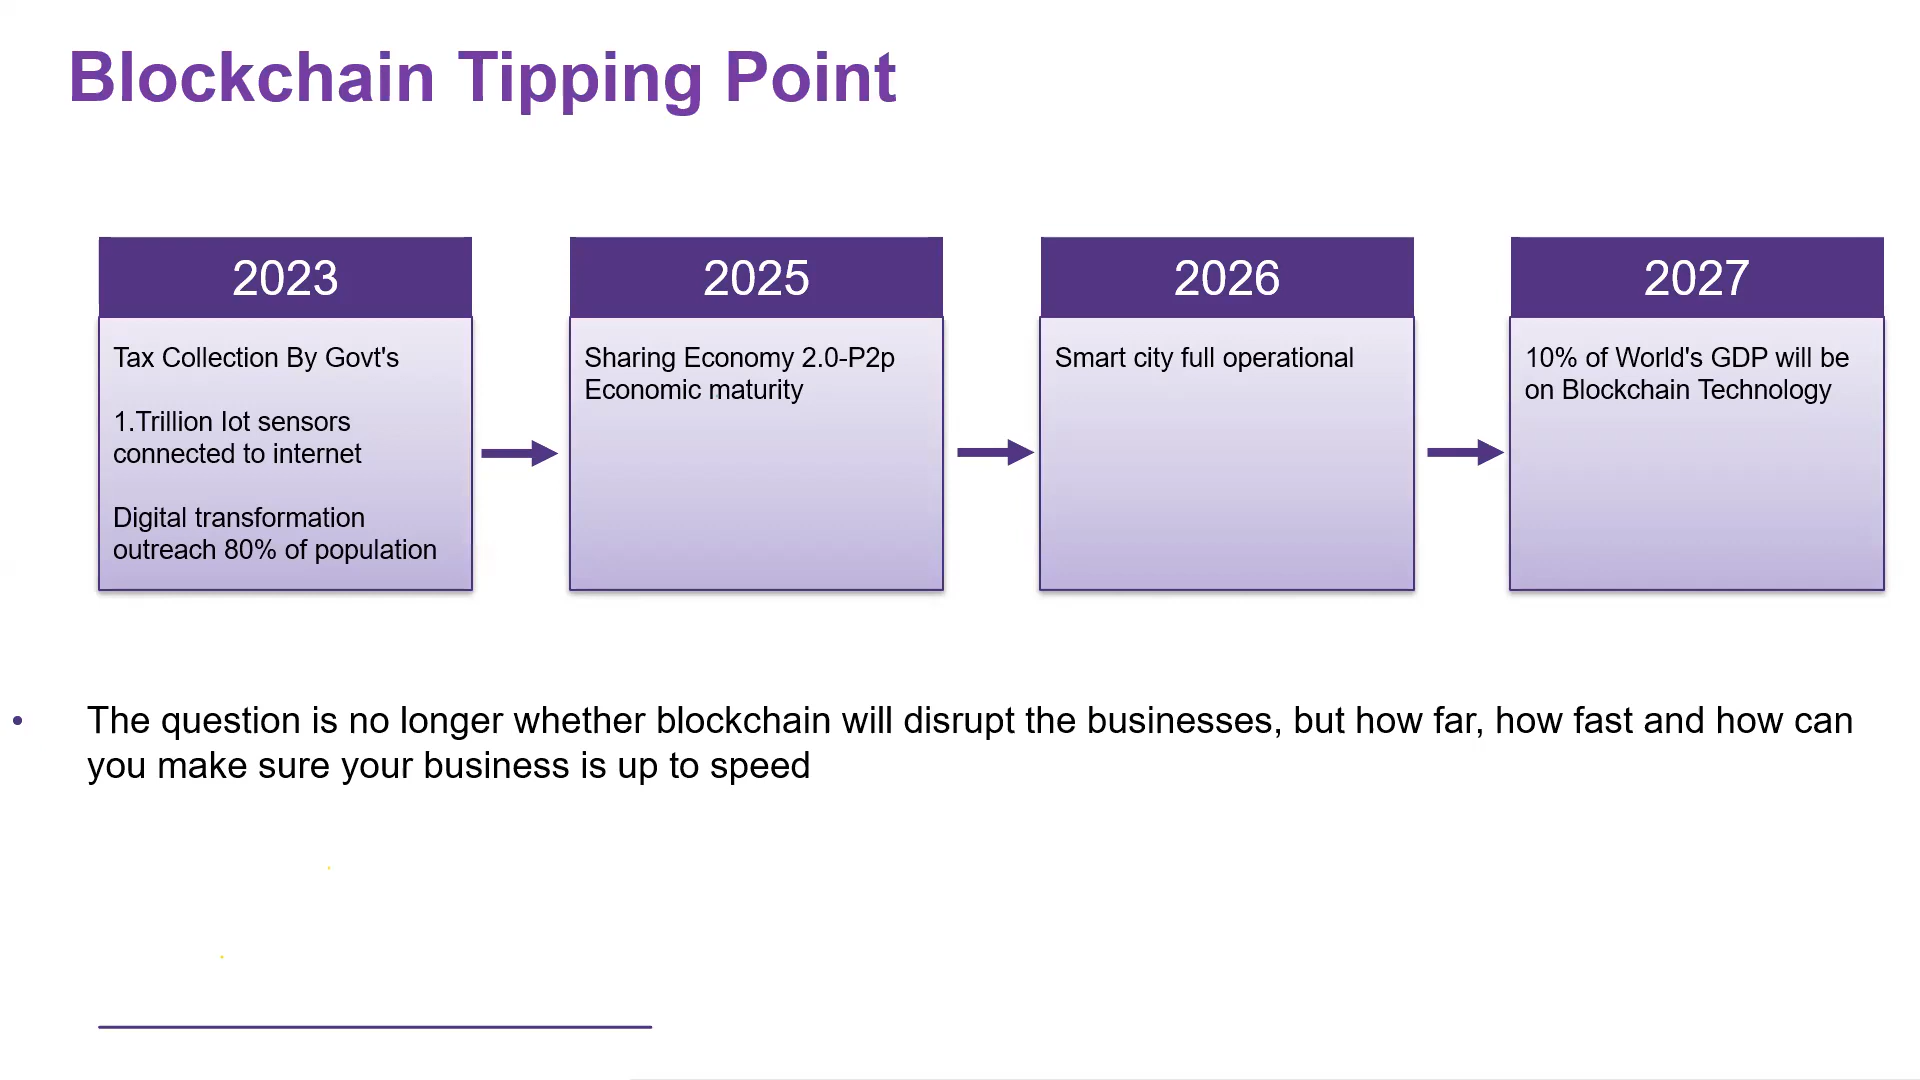 Blockchain Tipping Point
2023
Tax Collection By Govt's
1.Trillion Iot sensors
connected to internet
Digital transformation
outreach 80% of population
2025
Sharing Economy 2.0-P2p
Economic maturity
2026
Smart city full operational
2027
10% of World's GDP will be
on Blockchain Technology
• The question is no longer whether blockchain will disrupt the businesses, but how far, how fast and how can
you make sure your business is up to speed